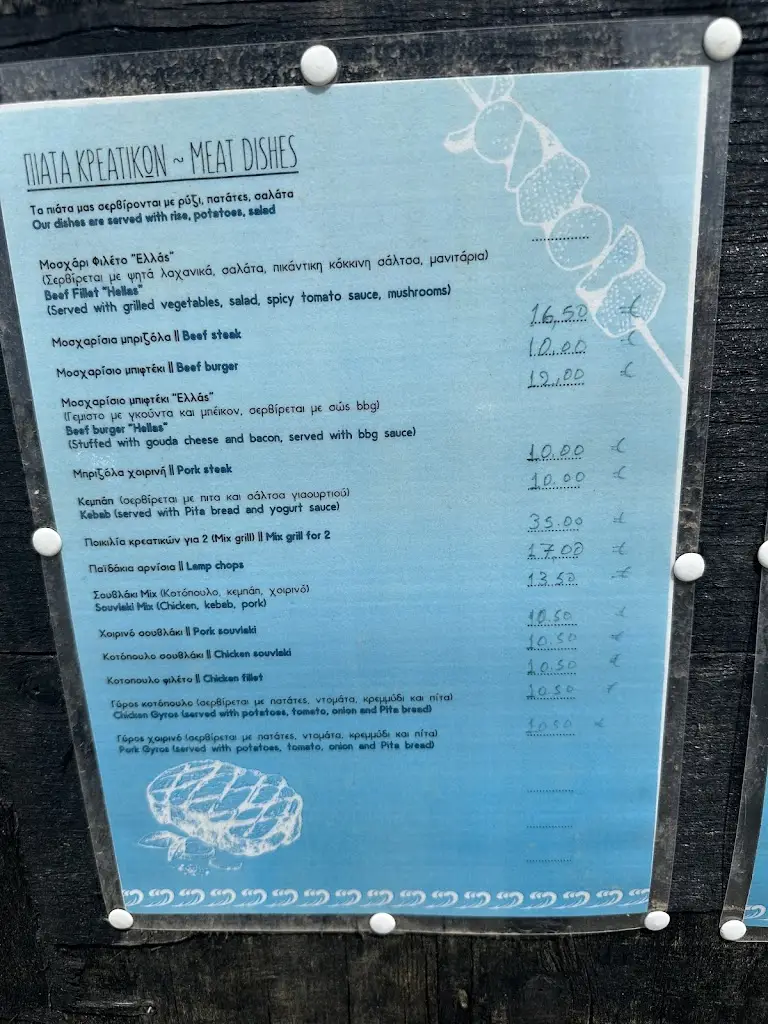 ΠΙΑΤΑ ΚΡΕΑΤΙΚΩΝ ~ MEAT DISHES
Τα πιάτα μας σερβίρονται με ρύζι, πατάτες, σαλάτα
Our dishes are served with rise, potatoes, salad
Μοσχάρι Φιλέτο "Ελλάς"
(Σερβίρεται με ψητά λαχανικά, σαλάτα, πικάντικη κόκκινη σάλτσα, μανιτάρια)
Beef Fillet "Hellas"
(Served with grilled vegetables, salad, spicy tomato sauce, mushrooms)
Μοσχαρίσια μπριζόλα || Beef steak 16,50 €
Μοσχαρίσιο μπιφτέκι || Beef burger 10,00 €
Μοσχαρίσιο μπιφτέκι "Ελλάς" 12,00 €
(Γεμιστο με γκούντα και μπέικον, σερβίρεται με σώς bbg)
Beef burger "Hellas"
(Stuffed with gouda cheese and bacon, served with bbg sauce)
Μπριζόλα χοιρινή || Pork steak 10.00 €
Κεμπάπ (σερβίρεται με πιτα και σάλτσα γιαουρτιού) 10.00 €
Kebab (served with Pita bread and yogurt sauce)
Ποικιλία κρεατικών για 2 (Mix grill) || Mix grill for 2 35.00 €
Παϊδάκια αρνίσια || Lamp chops 17,00 €
Σουβλάκι Mix (Κοτόπουλο, κεμπάπ, χοιρινό) 13,50 €
Souvlaki Mix (Chicken, kebab, pork)
Χοιρινό σουβλάκι || Pork souvlaki 10.50 €
Κοτόπουλο σουβλάκι || Chicken souvlaki 10.50 €
Κοτοπουλο φιλέτο || Chicken fillet 10.50 €
Γύρος κοτόπουλο (σερβίρεται με πατάτες, ντομάτα, κρεμμύδι και πίτα) 10.50 €
Chicken Gyros (served with potatoes, tomato, onion and Pita bread)
Γύρος χοιρινό (σερβίρεται με πατάτες, ντομάτα, κρεμμύδι και πίτα) 10.50 €
Pork Gyros (served with potatoes, tomato, onion and Pita bread)